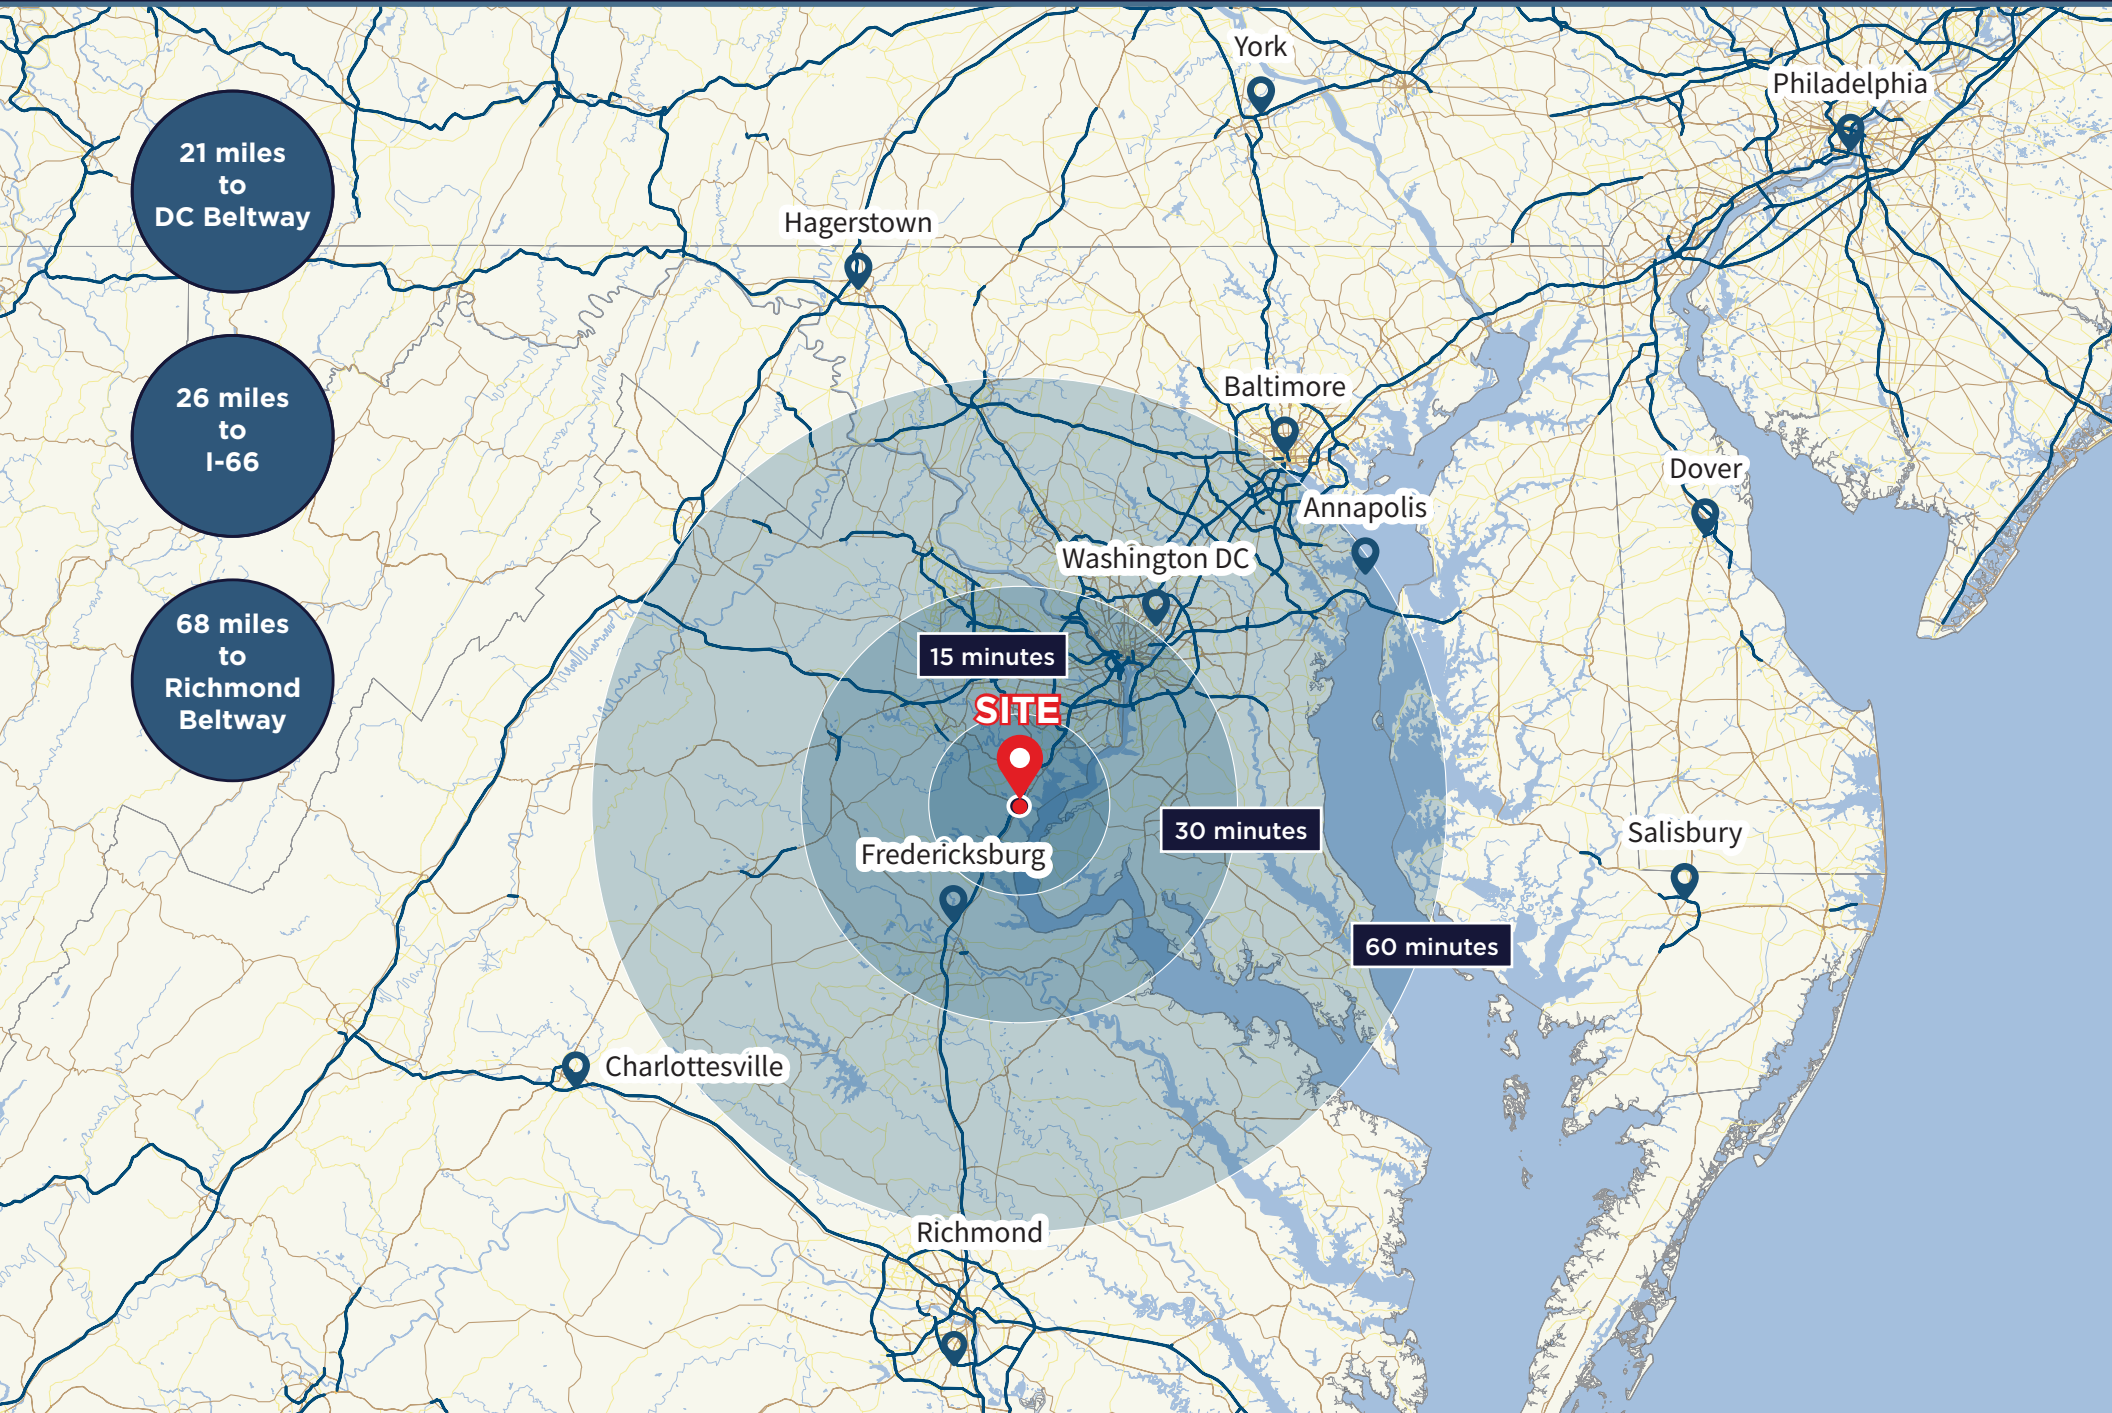 York
Philadelphia
21 miles
to
DC Beltway
Hagerstown
26 miles
to
I-66
Baltimore
Dover
Annapolis
Washington DC
68 miles
to
Richmond
Beltway
15 minutes
SITE
30 minutes
Salisbury
Fredericksburg
60 minutes
Charlottesville
Richmond